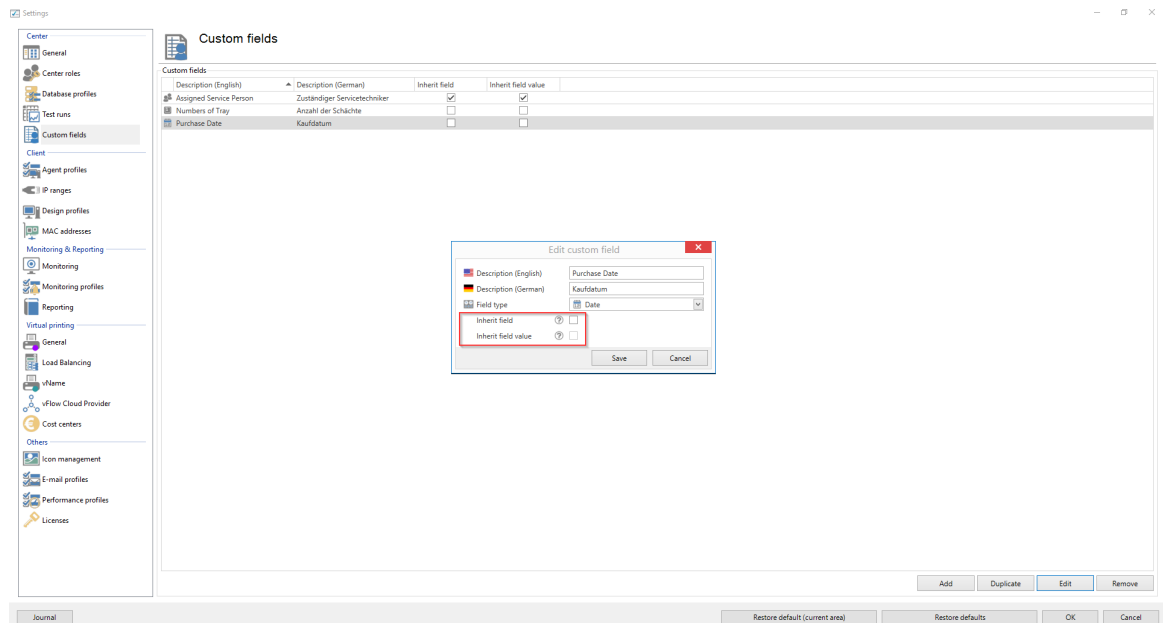 Settings
Center
General
Center roles
Database profiles
Test runs
Custom fields
Client
Agent profiles
IP ranges
Design profiles
MAC addresses
Monitoring & Reporting
Monitoring
Monitoring profiles
Reporting
Virtual printing
General
Load Balancing
vName
vFlow Cloud Provider
Cost centers
Others
Icon management
E-mail profiles
Performance profiles
Licenses
Custom fields
Custom fields
Description (English) Description (German) Inherit field Inherit field value
Assigned Service Person Zuständiger Servicetechniker
Numbers of Tray Anzahl der Schächte
Purchase Date Kaufdatum
Edit custom field
Description (English) Purchase Date
Description (German) Kaufdatum
Field type Date
Inherit field ?
Inherit field value ?
Save Cancel
Add Duplicate Edit Remove
Journal Restore default (current area) Restore defaults OK Cancel